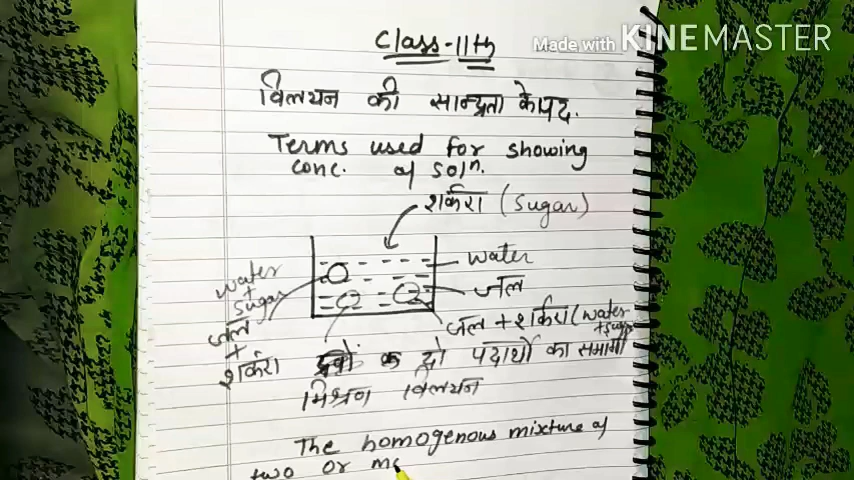 Class-11th
Made with KINEMASTER
विलयन की सान्द्रता के पद.
Terms used for showing
conc. of soln.
शर्करा (Sugar)
water
water
+
sugar
जल
जल
+
शर्करा
जल + शर्करा (water
+ sugar
दो पदार्थों का समांगी
मिश्रण विलयन
The homogenous mixture of
two or mo